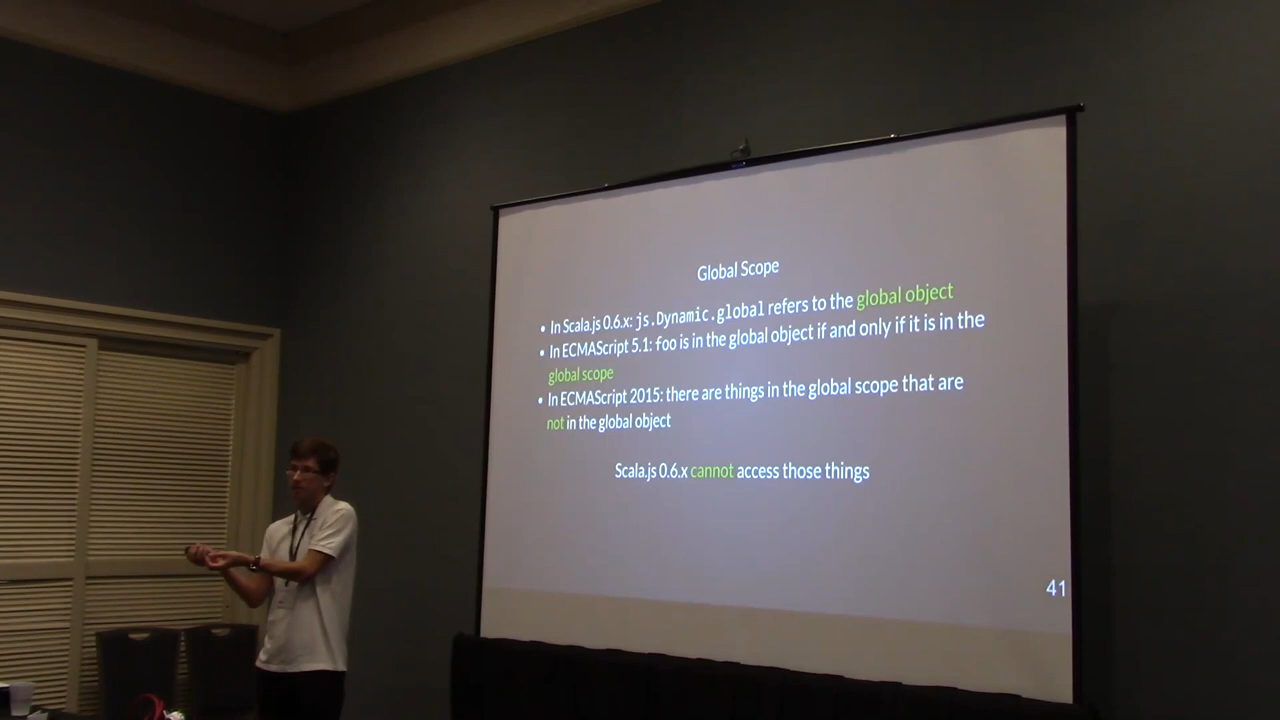 Global Scope
• In Scala.js 0.6.x: js.Dynamic.global refers to the global object
• In ECMAScript 5.1: foo is in the global object if and only if it is in the
global scope
• In ECMAScript 2015: there are things in the global scope that are
not in the global object
Scala.js 0.6.x cannot access those things
41